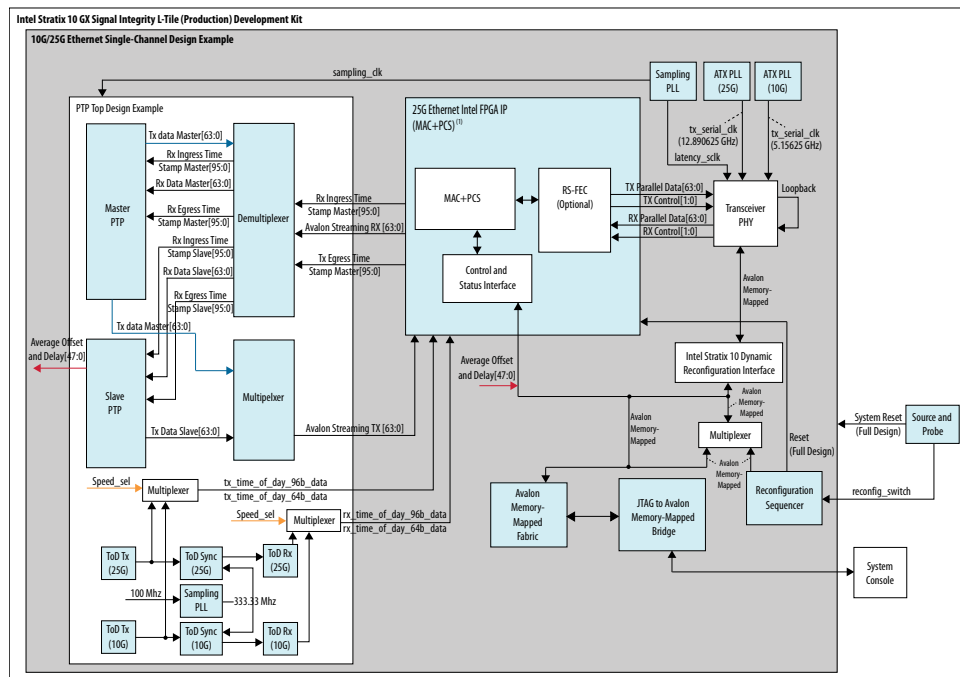 Intel Stratix 10 GX Signal Integrity L-Tile (Production) Development Kit
10G/25G Ethernet Single-Channel Design Example
sampling_clk
Sampling
PLL
ATX PLL
(25G)
ATX PLL
(10G)
tx_serial_clk
(12.890625 GHz)
tx_serial_clk
(5.15625 GHz)
latency_sclk
Loopback
PTP Top Design Example
Master
PTP
Tx data Master[63:0]
Rx Ingress Time
Stamp Master[95:0]
Rx Data Master[63:0]
Rx Egress Time
Stamp Master[95:0]
Rx Ingress Time
Stamp Slave[95:0]
Rx Data Slave[63:0]
Rx Egress Time
Stamp Slave[95:0]
Tx data Master[63:0]
Demultiplexer
Average Offset
and Delay[47:0]
Slave
PTP
Tx Data Slave[63:0]
Multipelxer
Rx Ingress Time
Stamp Master[95:0]
Avalon Streaming RX [63:0]
Tx Egress Time
Stamp Master[95:0]
Avalon Streaming TX [63:0]
25G Ethernet Intel FPGA IP
(MAC+PCS) (1)
MAC+PCS
RS-FEC
(Optional)
Control and
Status Interface
TX Parallel Data[63:0]
TX Control[1:0]
RX Parallel Data[63:0]
RX Control[1:0]
Transceiver
PHY
Avalon
Memory-
Mapped
Intel Stratix 10 Dynamic
Reconfiguration Interface
Average Offset
and Delay[47:0]
Avalon
Memory-
Mapped
Avalon
Memory-
Mapped
Multiplexer
Avalon
Memory-
Mapped
Reset
(Full Design)
System Reset
(Full Design)
Source and
Probe
reconfig_switch
Reconfiguration
Sequencer
Avalon
Memory-
Mapped
Fabric
JTAG to Avalon
Memory-Mapped
Bridge
System
Console
Speed_sel
Multiplexer
tx_time_of_day_96b_data
tx_time_of_day_64b_data
Speed_sel
Multiplexer
rx_time_of_day_96b_data
rx_time_of_day_64b_data
ToD Tx
(25G)
ToD Sync
(25G)
ToD Rx
(25G)
100 Mhz
Sampling
PLL
333.33 Mhz
ToD Tx
(10G)
ToD Sync
(10G)
ToD Rx
(10G)